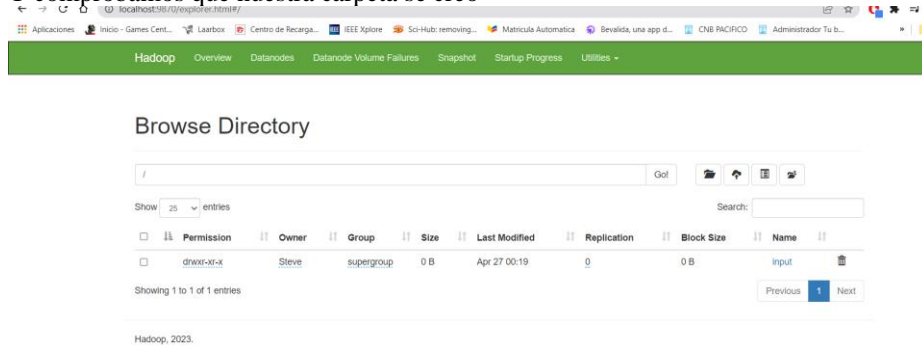 Y comprobamos que nuestra carpeta se creo
localhost:9870/explorer.html#/
Aplicaciones Inicio - Games Cent... Laarbox Centro de Recarga... IEEE Xplore Sci-Hub: removing... Matricula Automatica Bevalida, una app d... CNB PACIFICO Administrador Tu b... »
Hadoop Overview Datanodes Datanode Volume Failures Snapshot Startup Progress Utilities
Browse Directory
/ Go!
Show 25 entries Search:
Permission Owner Group Size Last Modified Replication Block Size Name
drwxr-xr-x Steve supergroup 0 B Apr 27 00:19 0 0 B input
Showing 1 to 1 of 1 entries Previous 1 Next
Hadoop, 2023.